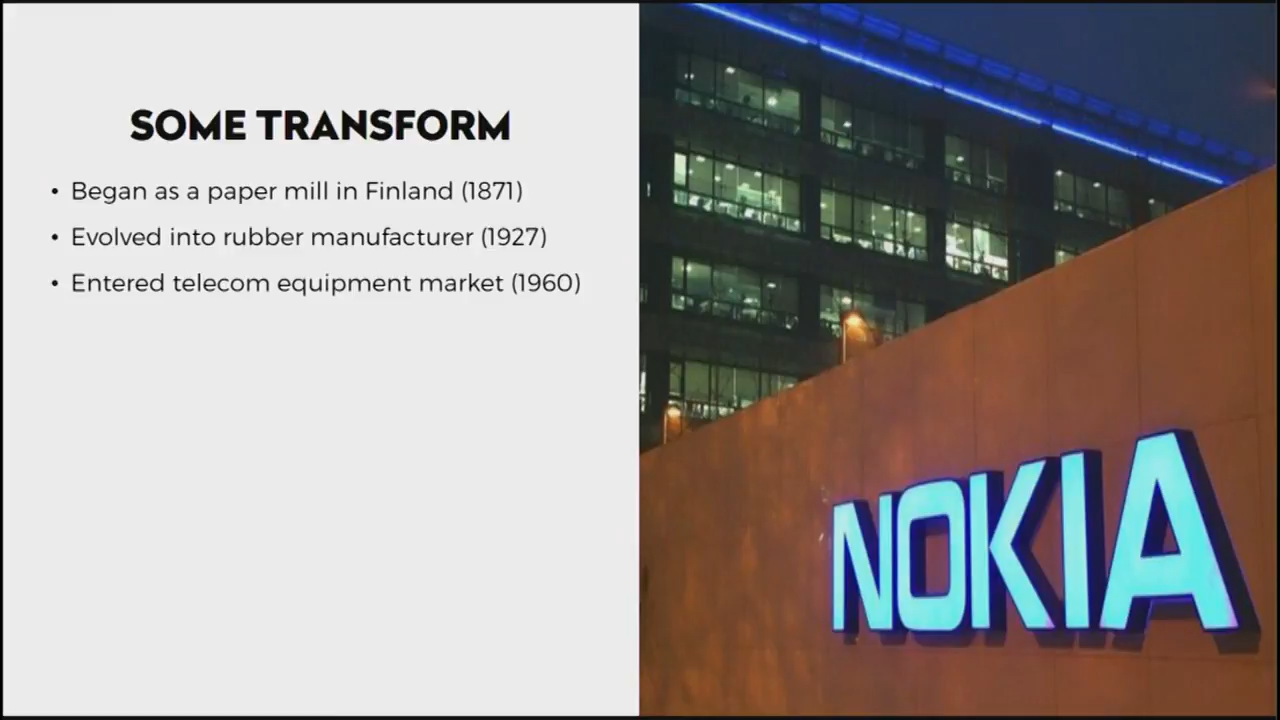 SOME TRANSFORM
• Began as a paper mill in Finland (1871)
• Evolved into rubber manufacturer (1927)
• Entered telecom equipment market (1960)
NOKIA